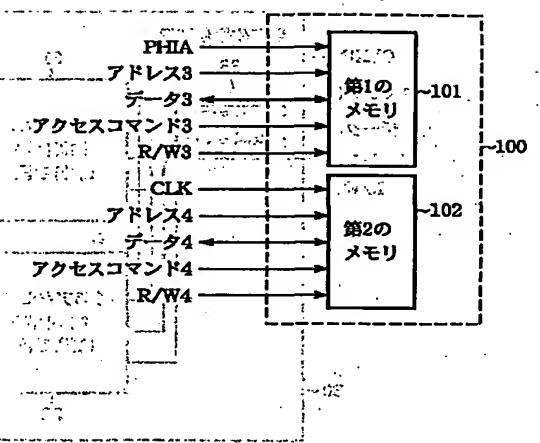 PHIA
アドレス3
データ3
アクセスコマンド3
R/W3
第1の
メモリ
101
100
CLK
アドレス4
データ4
アクセスコマンド4
R/W4
第2の
メモリ
102